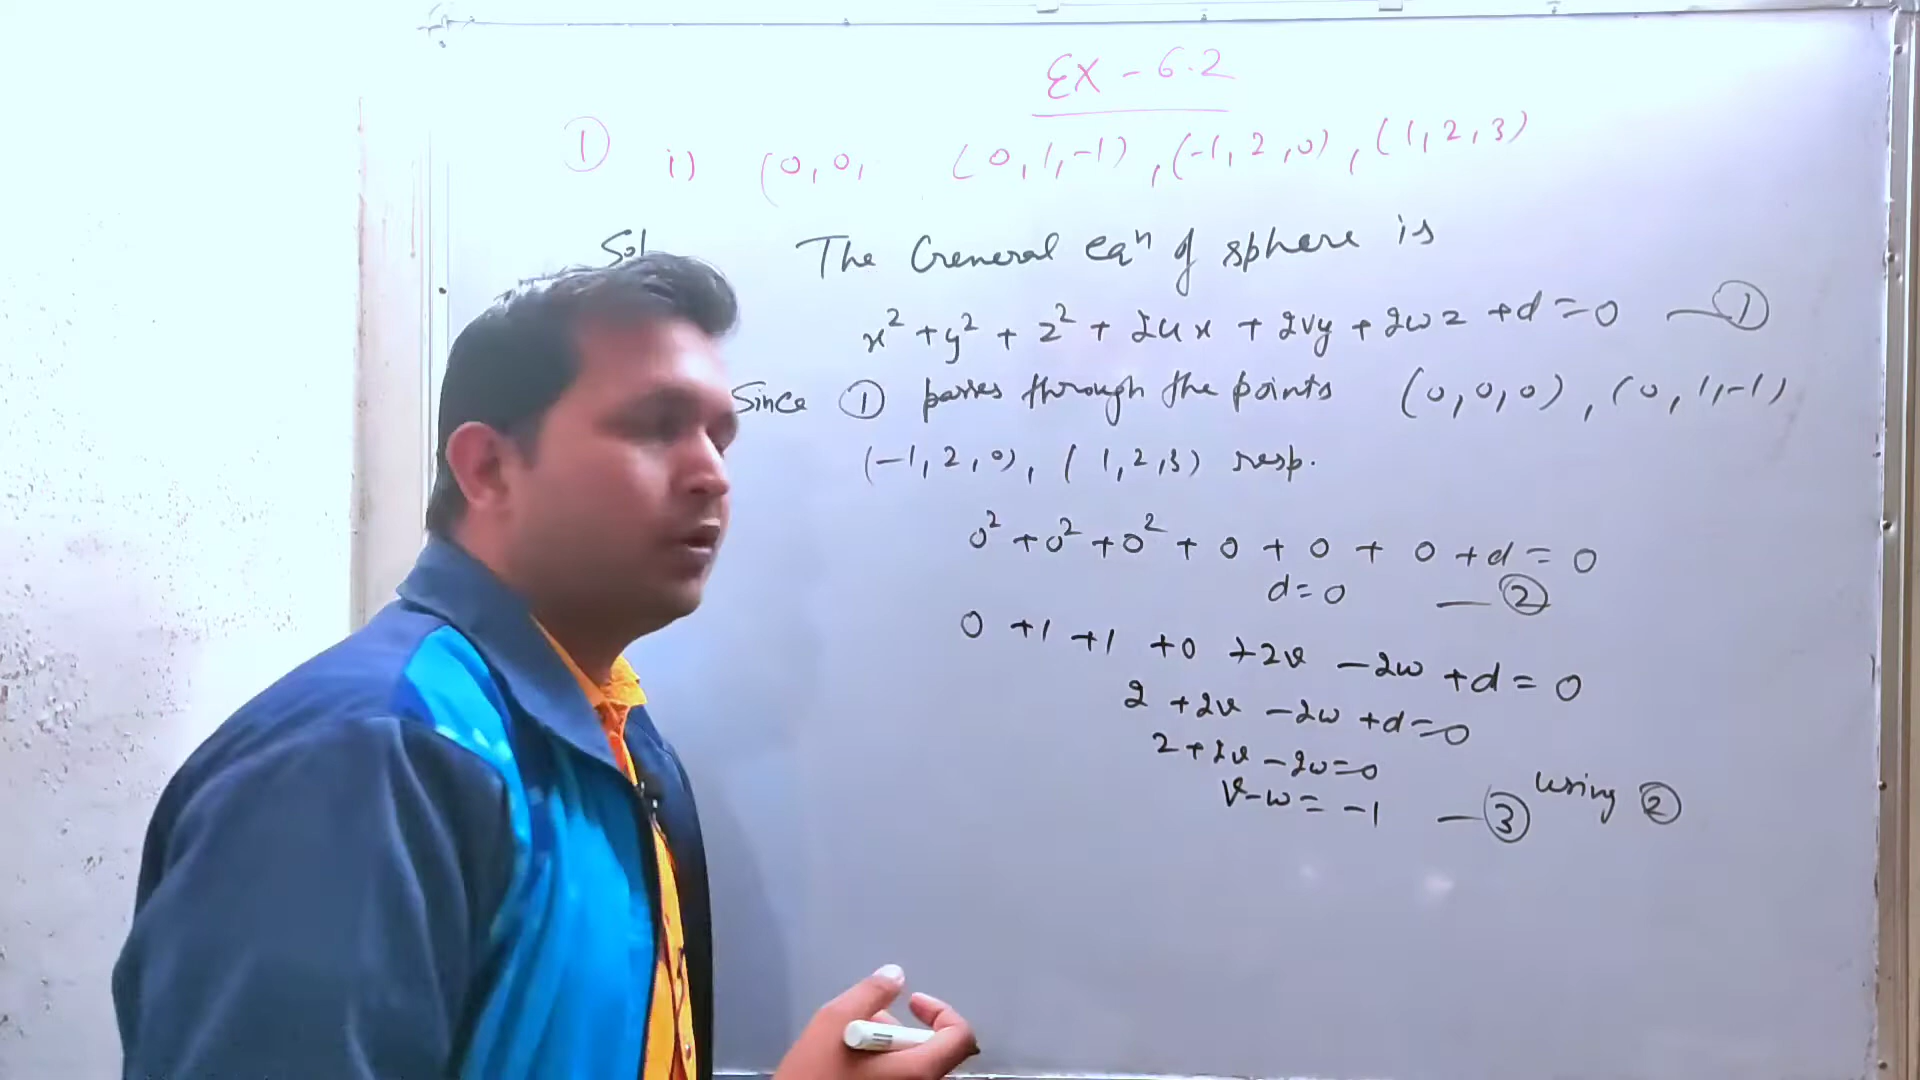 EX - 6.2
① i) (0, 0, (0, 1, -1), (-1, 2, 0), (1, 2, 3)
Sol The General eqⁿ of sphere is
x² + y² + z² + 2ux + 2vy + 2wz + d = 0 — ①
Since ① passes through the points (0, 0, 0), (0, 1, -1)
(-1, 2, 0), (1, 2, 3) resp.
0² + 0² + 0² + 0 + 0 + 0 + d = 0
d = 0 — ②
0 + 1 + 1 + 0 + 2v - 2w + d = 0
2 + 2v - 2w + d = 0
2 + 2v - 2w = 0
v - w = -1 — ③ using ②